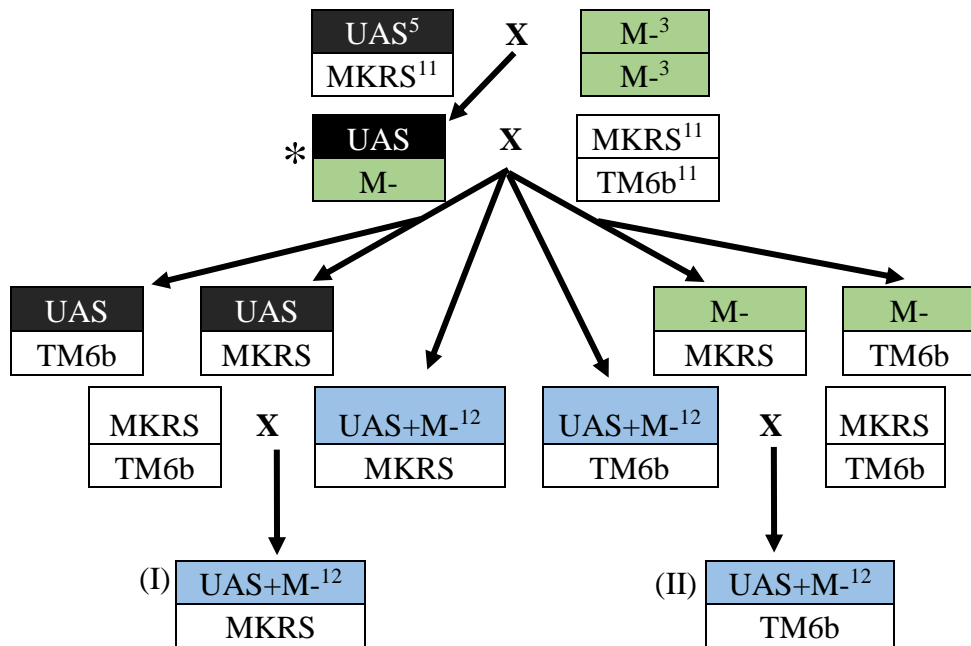 UAS⁵ X M-³
MKRS¹¹ M-³
* UAS X MKRS¹¹
M- TM6b¹¹
UAS UAS M- M-
TM6b MKRS MKRS TM6b
MKRS X UAS+M-¹² UAS+M-¹² X MKRS
TM6b MKRS TM6b TM6b
(I) UAS+M-¹² (II) UAS+M-¹²
MKRS TM6b